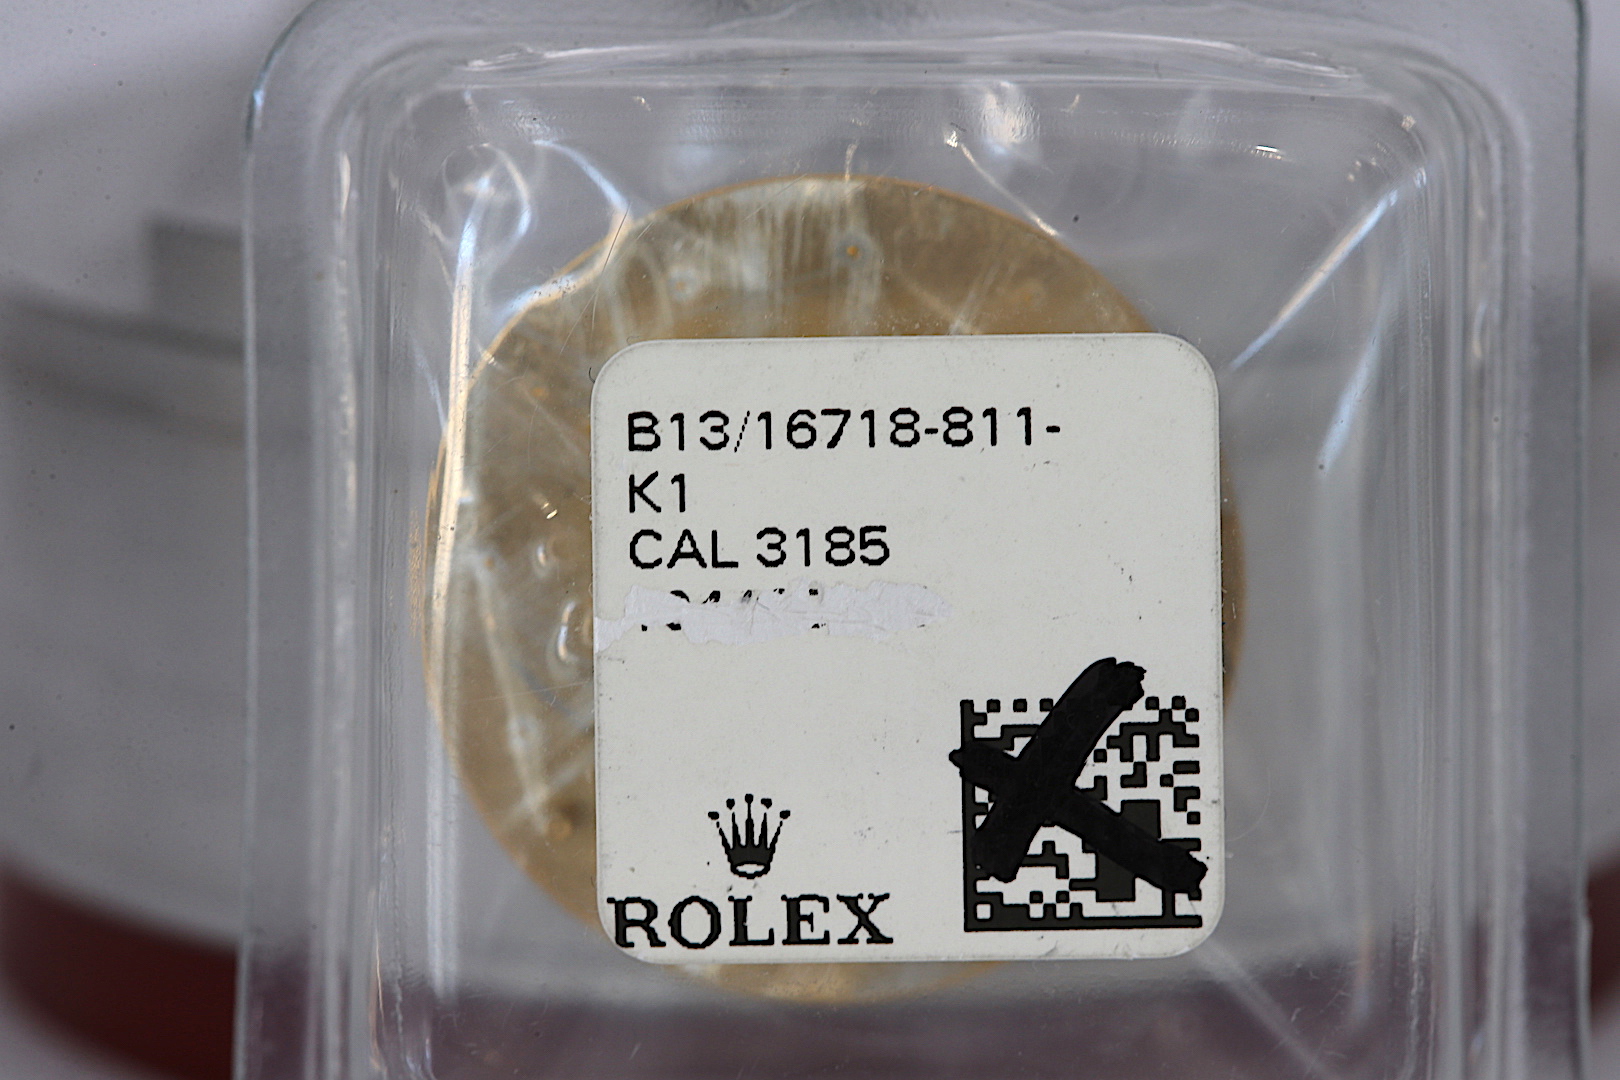 B13/16718-811-
K1
CAL 3185
ROLEX